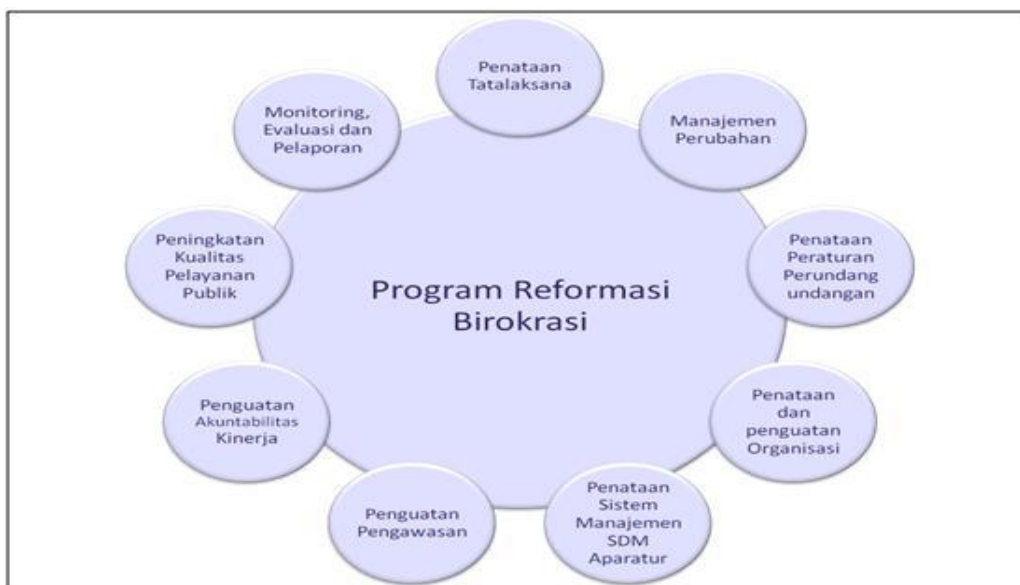 Penataan
Tatalaksana
Manajemen
Perubahan
Penataan
Peraturan
Perundang
undangan
Penataan
dan
penguatan
Organisasi
Penataan
Sistem
Manajemen
SDM
Aparatur
Penguatan
Pengawasan
Penguatan
Akuntabilitas
Kinerja
Peningkatan
Kualitas
Pelayanan
Publik
Monitoring,
Evaluasi dan
Pelaporan
Program Reformasi
Birokrasi